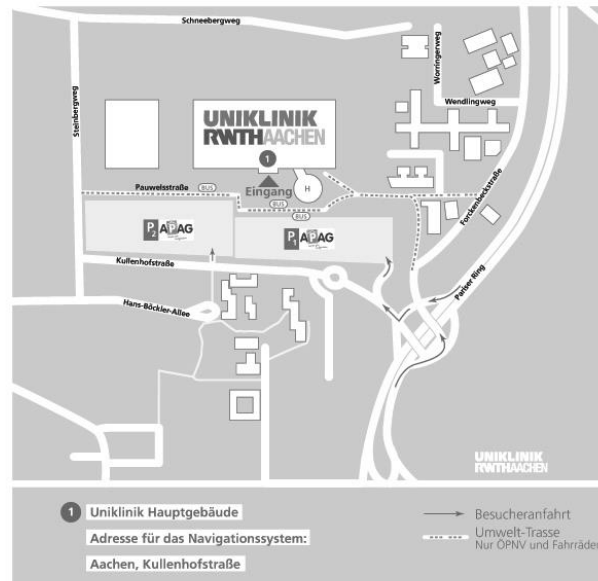 Schneebergweg
Steinbergweg
Worringerweg
Wendlingweg
UNIKLINIK
RWTHAACHEN
1
Eingang
H
Pauwelsstraße
BUS
BUS
BUS
Forckenbeckstraße
P2 APAG
P1 APAG
Kullenhofstraße
Pariser Ring
Hans-Böckler-Allee
UNIKLINIK
RWTHAACHEN
1 Uniklinik Hauptgebäude
Adresse für das Navigationssystem:
Aachen, Kullenhofstraße
Besucheranfahrt
Umwelt-Trasse
Nur ÖPNV und Fahrräder